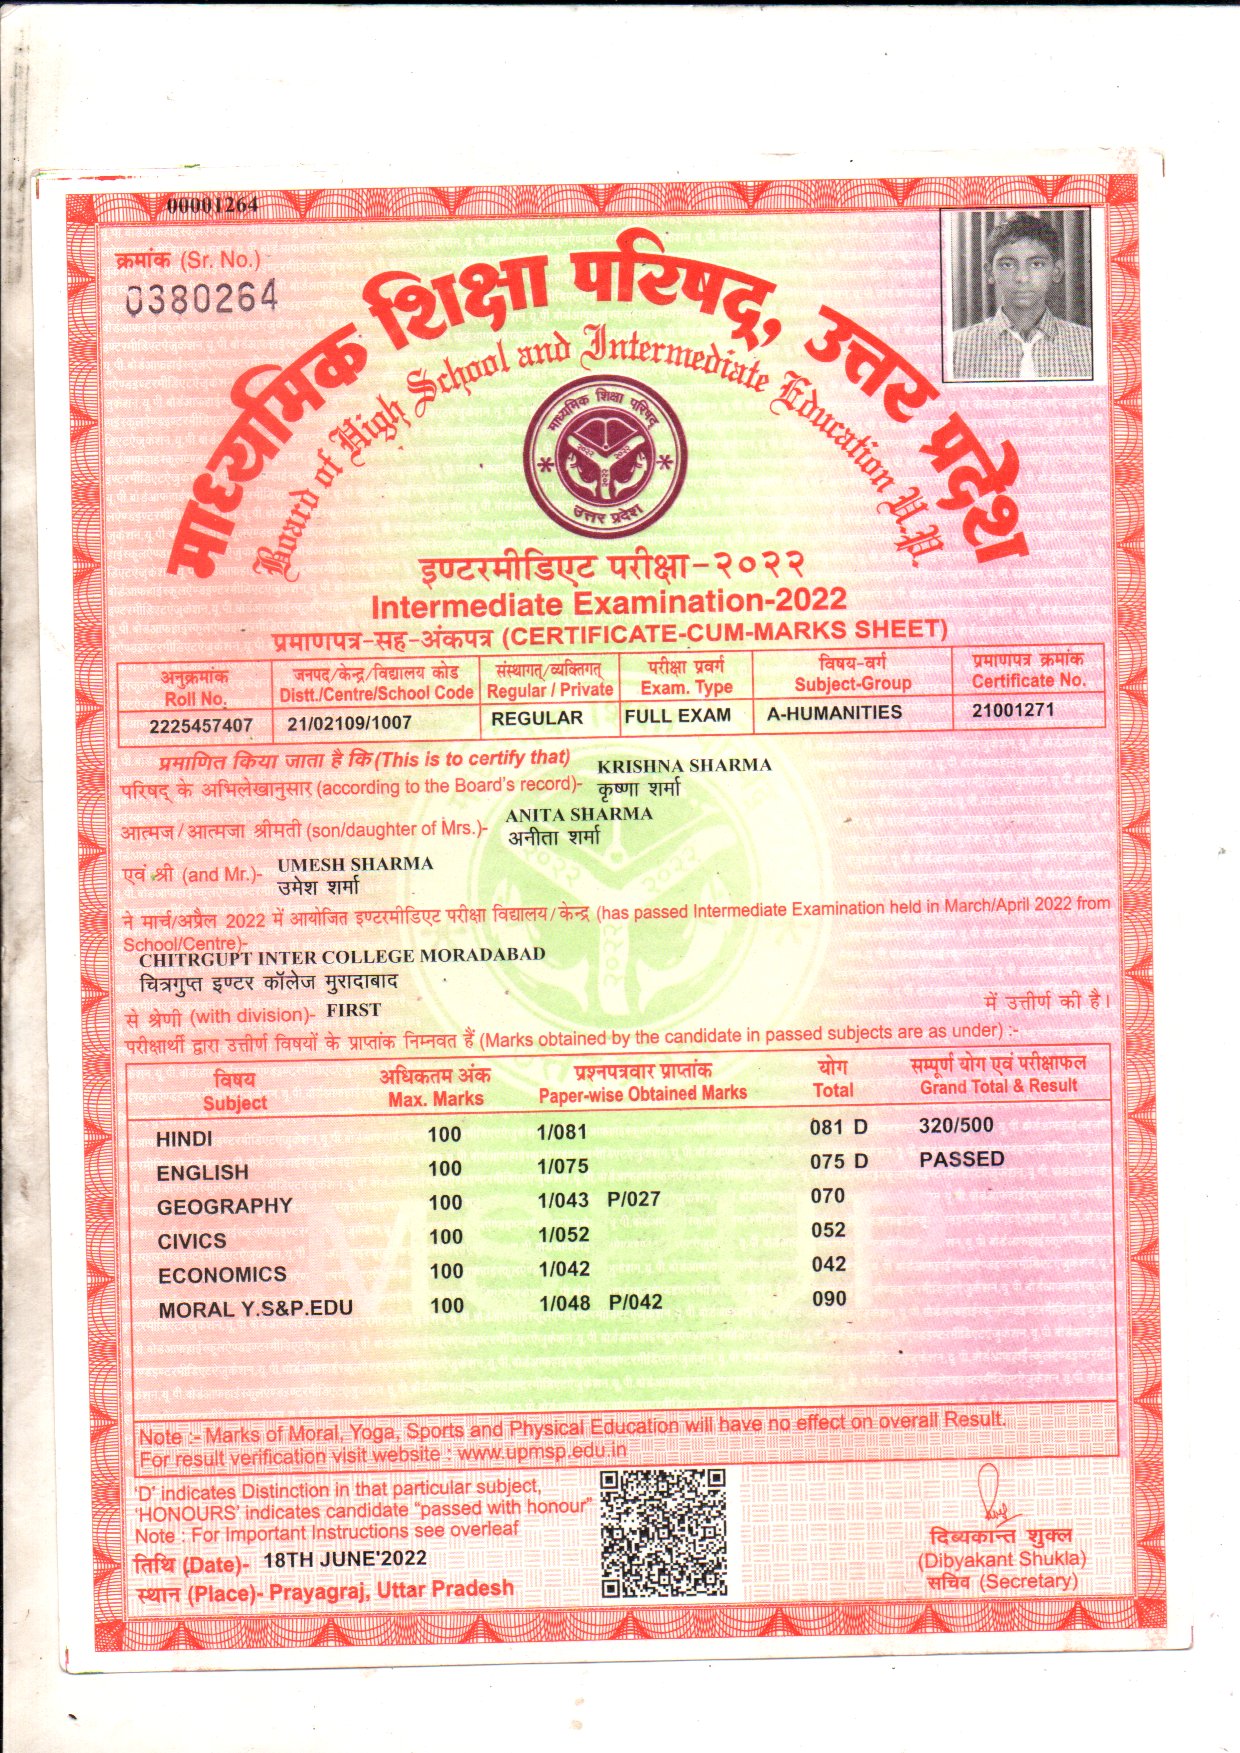 00001264
क्रमांक (Sr. No.)
0380264
माध्यमिक शिक्षा परिषद्, उत्तर प्रदेश
Board of High School and Intermediate Education U.P.
माध्यमिक शिक्षा परिषद्
उत्तर प्रदेश
इण्टरमीडिएट परीक्षा-२०२२
Intermediate Examination-2022
प्रमाणपत्र-सह-अंकपत्र (CERTIFICATE-CUM-MARKS SHEET)
अनुक्रमांक जनपद/केन्द्र/विद्यालय कोड संस्थागत्/व्यक्तिगत् परीक्षा प्रवर्ग विषय-वर्ग प्रमाणपत्र क्रमांक
Roll No. Distt./Centre/School Code Regular / Private Exam. Type Subject-Group Certificate No.
2225457407 21/02109/1007 REGULAR FULL EXAM A-HUMANITIES 21001271
प्रमाणित किया जाता है कि (This is to certify that) KRISHNA SHARMA
परिषद् के अभिलेखानुसार (according to the Board's record)- कृष्णा शर्मा
ANITA SHARMA
आत्मज/आत्मजा श्रीमती (son/daughter of Mrs.)- अनीता शर्मा
UMESH SHARMA
एवं श्री (and Mr.)- उमेश शर्मा
ने मार्च/अप्रैल 2022 में आयोजित इण्टरमीडिएट परीक्षा विद्यालय/केन्द्र (has passed Intermediate Examination held in March/April 2022 from
School/Centre)-
CHITRGUPT INTER COLLEGE MORADABAD
चित्रगुप्त इण्टर कॉलेज मुरादाबाद
से श्रेणी (with division)- FIRST में उत्तीर्ण की है।
परीक्षार्थी द्वारा उत्तीर्ण विषयों के प्राप्तांक निम्नवत हैं (Marks obtained by the candidate in passed subjects are as under) :-
विषय अधिकतम अंक प्रश्नपत्रवार प्राप्तांक योग सम्पूर्ण योग एवं परीक्षाफल
Subject Max. Marks Paper-wise Obtained Marks Total Grand Total & Result
HINDI 100 1/081 081 D 320/500
ENGLISH 100 1/075 075 D PASSED
GEOGRAPHY 100 1/043 P/027 070
CIVICS 100 1/052 052
ECONOMICS 100 1/042 042
MORAL Y.S&P.EDU 100 1/048 P/042 090
Note :- Marks of Moral, Yoga, Sports and Physical Education will have no effect on overall Result.
For result verification visit website : www.upmsp.edu.in
'D' indicates Distinction in that particular subject,
'HONOURS' indicates candidate "passed with honour"
Note : For Important Instructions see overleaf
तिथि (Date)- 18TH JUNE'2022
स्थान (Place)- Prayagraj, Uttar Pradesh
दिव्यकान्त शुक्ल
(Dibyakant Shukla)
सचिव (Secretary)